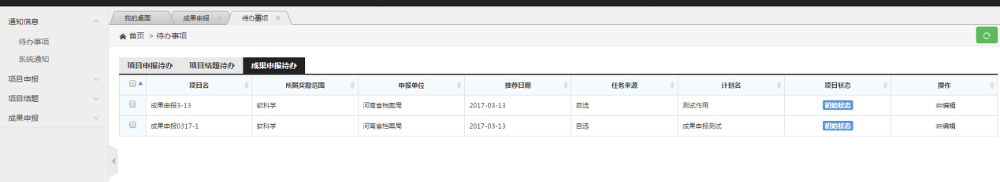 我的桌面 成果申报 × 待办事项 ×
通知信息
待办事项
系统通知
项目申报
项目结题
成果申报
首页 > 待办事项
项目申报待办 项目结题待办 成果申报待办
项目名 所属奖励范围 申报单位 推荐日期 任务来源 计划名 项目状态 操作
成果申报3-13 软科学 河南省档案局 2017-03-13 自选 测试作用 初始状态 编辑
成果申报0317-1 软科学 河南省档案局 2017-03-13 自选 成果申报测试 初始状态 编辑